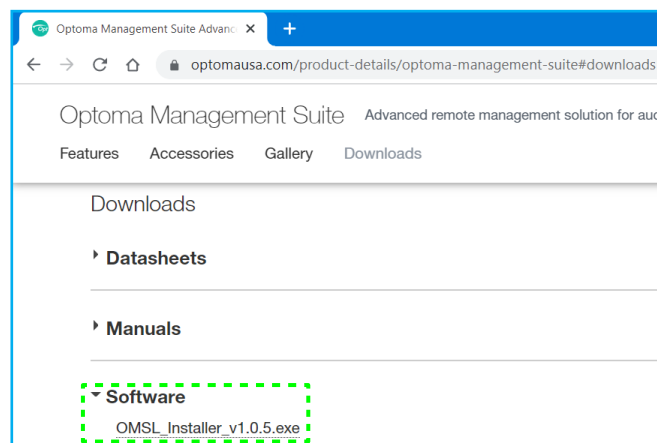 Optoma Management Suite Advanc
optomausa.com/product-details/optoma-management-suite#downloads
Optoma Management Suite Advanced remote management solution for aud
Features Accessories Gallery Downloads
Downloads
Datasheets
Manuals
Software
OMSL_Installer_v1.0.5.exe